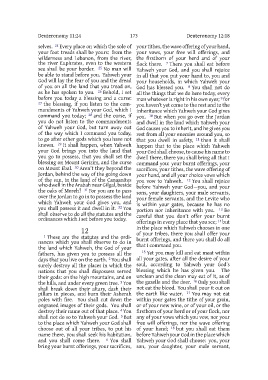 Deuteronomy 11:24
173
Deuteronomy 12:18
selves. 24 Every place on which the sole of
your foot treads shall be yours: from the
wilderness and Lebanon, from the river,
the river Euphrates, even to the western
sea shall be your border. 25 No man will
be able to stand before you. Yahweh your
God will lay the fear of you and the dread
of you on all the land that you tread on,
as he has spoken to you. 26 Behold, I set
before you today a blessing and a curse:
27 the blessing, if you listen to the com-
mandments of Yahweh your God, which I
command you today; 28 and the curse, if
you do not listen to the commandments
of Yahweh your God, but turn away out
of the way which I command you today,
to go after other gods which you have not
known. 29 It shall happen, when Yahweh
your God brings you into the land that
you go to possess, that you shall set the
blessing on Mount Gerizim, and the curse
on Mount Ebal. 30 Aren't they beyond the
Jordan, behind the way of the going down
of the sun, in the land of the Canaanites
who dwell in the Arabah near Gilgal, beside
the oaks of Moreh? 31 For you are to pass
over the Jordan to go in to possess the land
which Yahweh your God gives you, and
you shall possess it and dwell in it. 32 You
shall observe to do all the statutes and the
ordinances which I set before you today.
12
1 These are the statutes and the ordi-
nances which you shall observe to do in
the land which Yahweh, the God of your
fathers, has given you to possess all the
days that you live on the earth. 2 You shall
surely destroy all the places in which the
nations that you shall dispossess served
their gods: on the high mountains, and on
the hills, and under every green tree. 3 You
shall break down their altars, dash their
pillars in pieces, and burn their Asherah
poles with fire. You shall cut down the
engraved images of their gods. You shall
destroy their name out of that place. 4 You
shall not do so to Yahweh your God. 5 But
to the place which Yahweh your God shall
choose out of all your tribes, to put his
name there, you shall seek his habitation,
and you shall come there. 6 You shall
bring your burnt offerings, your sacrifices,
your tithes, the wave offering of your hand,
your vows, your free will offerings, and
the firstborn of your herd and of your
flock there. 7 There you shall eat before
Yahweh your God, and you shall rejoice
in all that you put your hand to, you and
your households, in which Yahweh your
God has blessed you. 8 You shall not do
all the things that we do here today, every
man whatever is right in his own eyes; 9 for
you haven't yet come to the rest and to the
inheritance which Yahweh your God gives
you. 10 But when you go over the Jordan
and dwell in the land which Yahweh your
God causes you to inherit, and he gives you
rest from all your enemies around you, so
that you dwell in safety, 11 then it shall
happen that to the place which Yahweh
your God shall choose, to cause his name to
dwell there, there you shall bring all that I
command you: your burnt offerings, your
sacrifices, your tithes, the wave offering of
your hand, and all your choice vows which
you vow to Yahweh. 12 You shall rejoice
before Yahweh your God—you, and your
sons, your daughters, your male servants,
your female servants, and the Levite who
is within your gates, because he has no
portion nor inheritance with you. 13 Be
careful that you don't offer your burnt
offerings in every place that you see; 14 but
in the place which Yahweh chooses in one
of your tribes, there you shall offer your
burnt offerings, and there you shall do all
that I command you.
15 Yet you may kill and eat meat within
all your gates, after all the desire of your
soul, according to Yahweh your God's
blessing which he has given you. The
unclean and the clean may eat of it, as of
the gazelle and the deer. 16 Only you shall
not eat the blood. You shall pour it out on
the earth like water. 17 You may not eat
within your gates the tithe of your grain,
or of your new wine, or of your oil, or the
firstborn of your herd or of your flock, nor
any of your vows which you vow, nor your
free will offerings, nor the wave offering
of your hand; 18 but you shall eat them
before Yahweh your God in the place which
Yahweh your God shall choose: you, your
son, your daughter, your male servant,